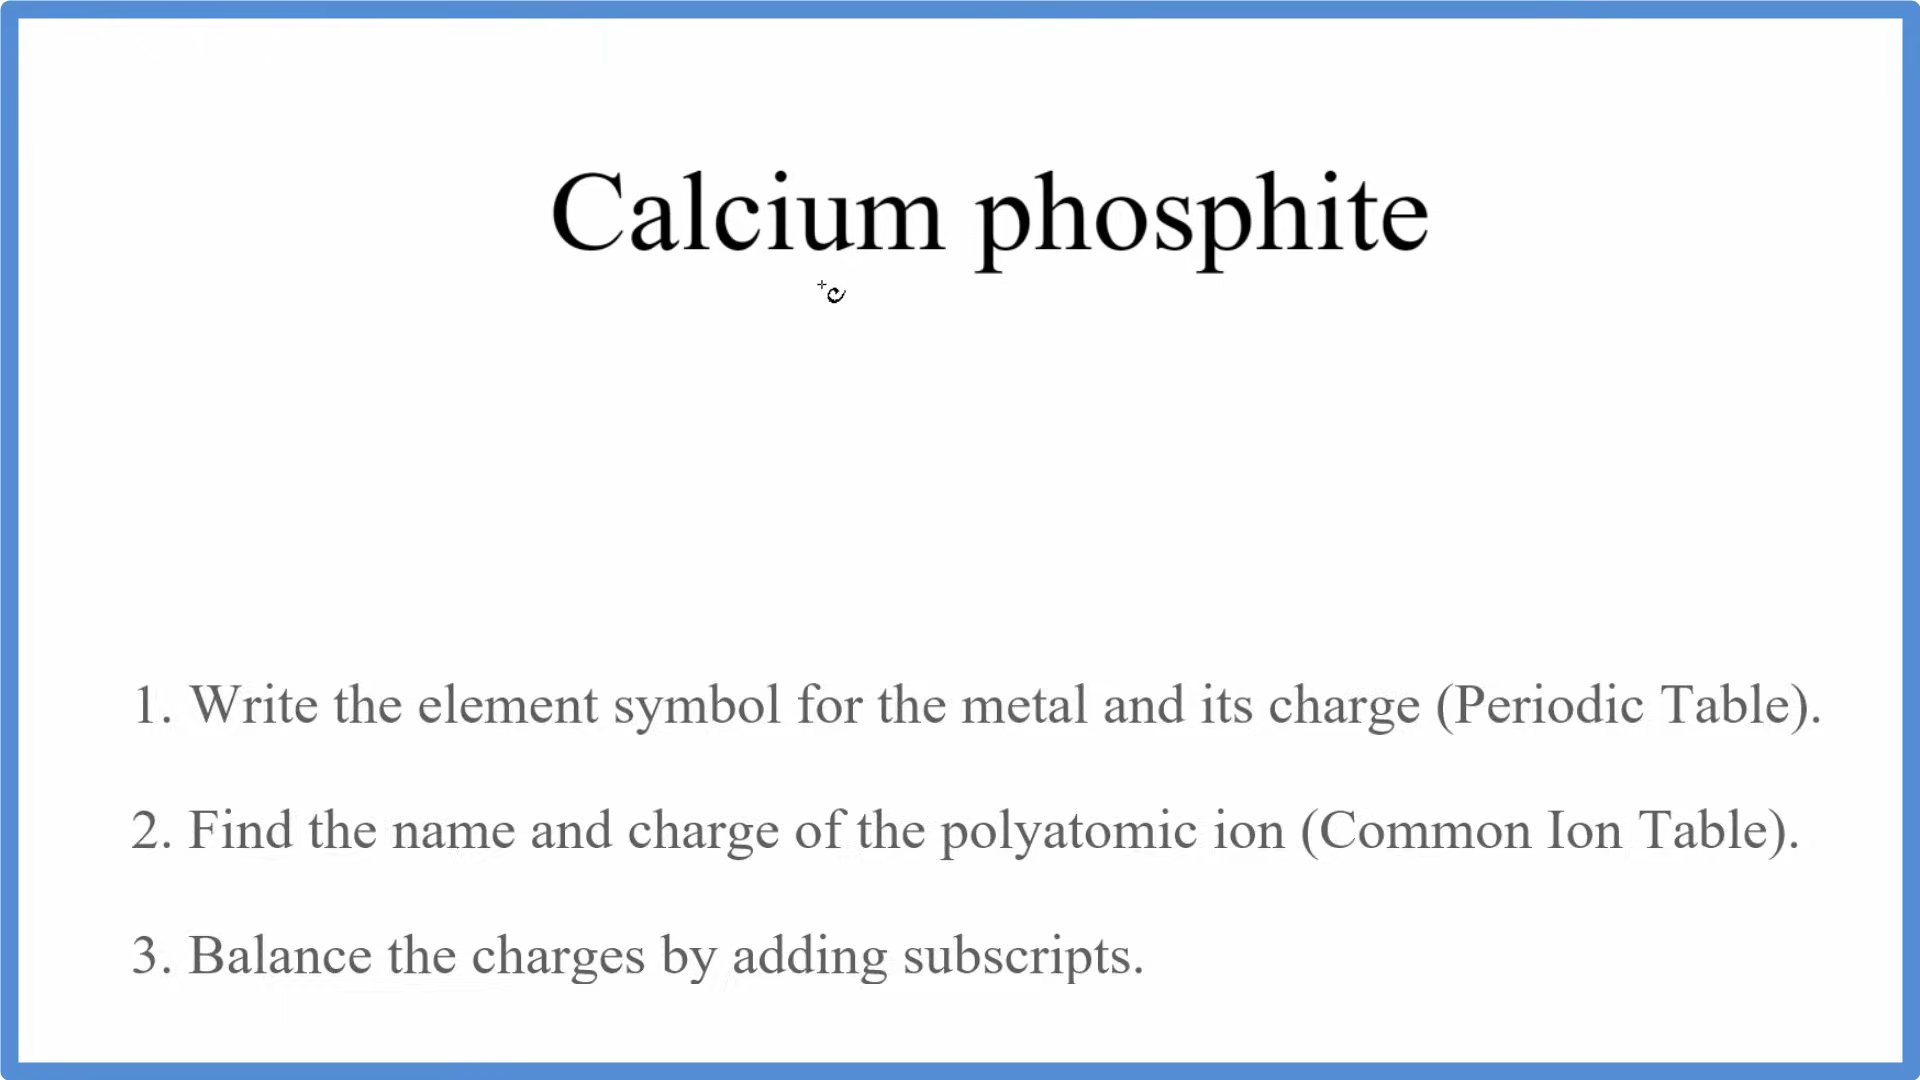 Calcium phosphite
1. Write the element symbol for the metal and its charge (Periodic Table).
2. Find the name and charge of the polyatomic ion (Common Ion Table).
3. Balance the charges by adding subscripts.